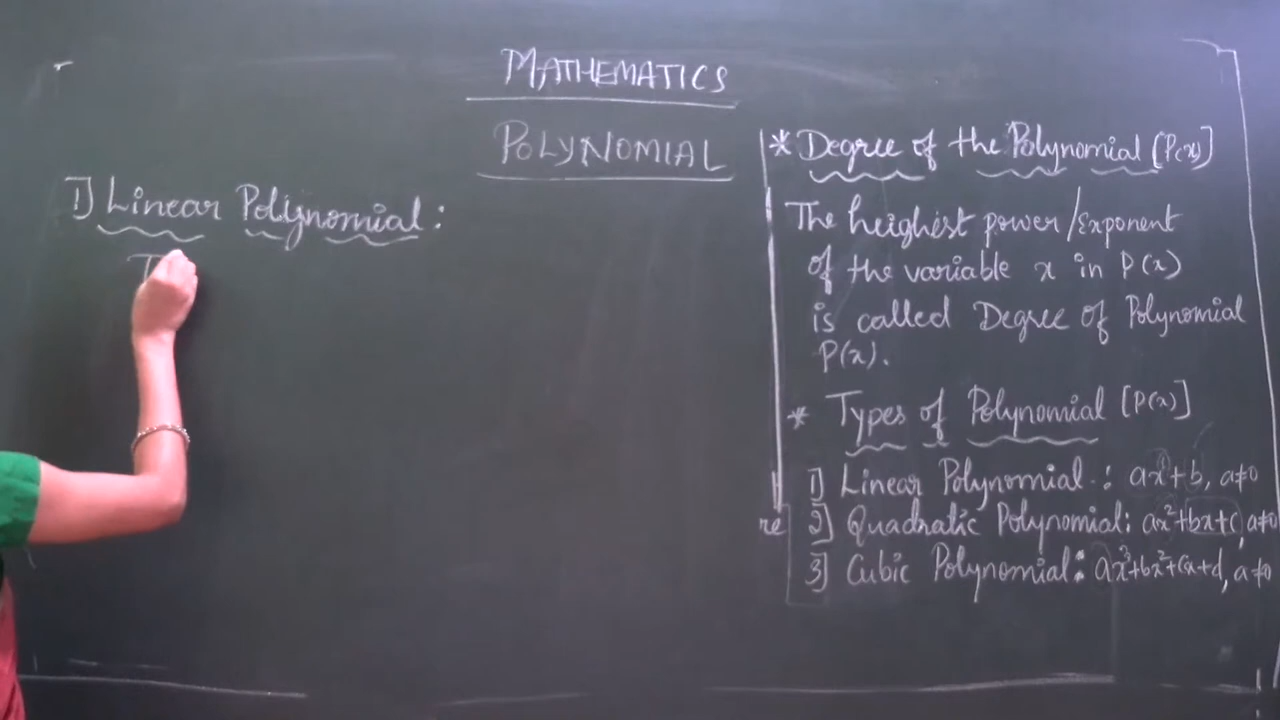 MATHEMATICS
POLYNOMIAL
1] Linear Polynomial :
T
* Degree of the Polynomial [P(x)]
The heighest power/Exponent
of the variable x in P(x)
is called Degree of Polynomial
P(x).
* Types of Polynomial [P(x)]
1] Linear Polynomial : ax¹+b, a≠0
2] Quadratic Polynomial: ax²+bx+c, a≠0
3] Cubic Polynomial: ax³+bx²+cx+d, a≠0